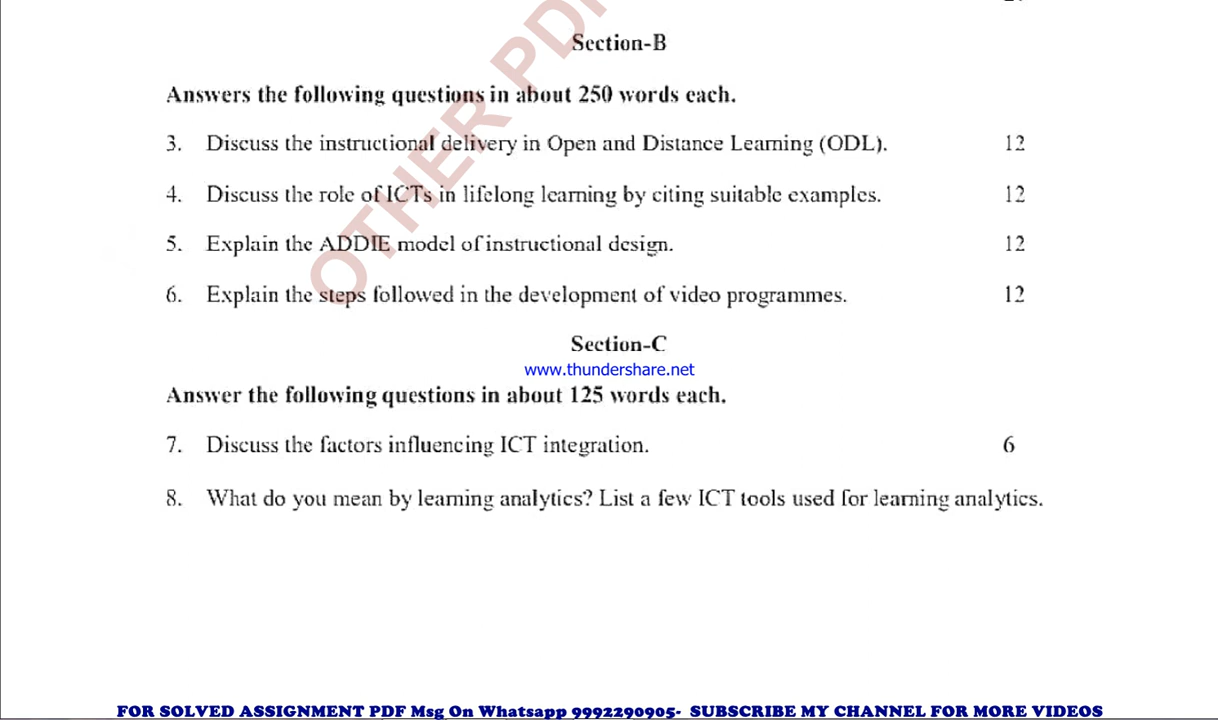 Section-B
Answers the following questions in about 250 words each.
3. Discuss the instructional delivery in Open and Distance Learning (ODL). 12
4. Discuss the role of ICTs in lifelong learning by citing suitable examples. 12
5. Explain the ADDIE model of instructional design. 12
6. Explain the steps followed in the development of video programmes. 12
Section-C
www.thundershare.net
Answer the following questions in about 125 words each.
7. Discuss the factors influencing ICT integration. 6
8. What do you mean by learning analytics? List a few ICT tools used for learning analytics.
OTHER PDF
FOR SOLVED ASSIGNMENT PDF Msg On Whatsapp 9992290905- SUBSCRIBE MY CHANNEL FOR MORE VIDEOS